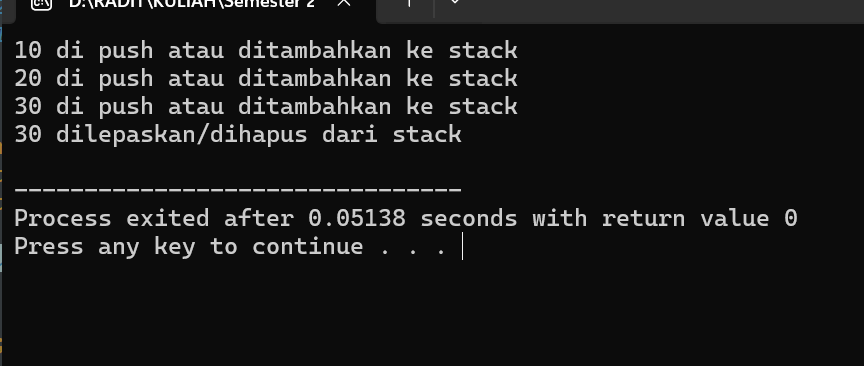 D:\RADIT\KULIAH\Semester 2
10 di push atau ditambahkan ke stack
20 di push atau ditambahkan ke stack
30 di push atau ditambahkan ke stack
30 dilepaskan/dihapus dari stack
--------------------------------
Process exited after 0.05138 seconds with return value 0
Press any key to continue . . .